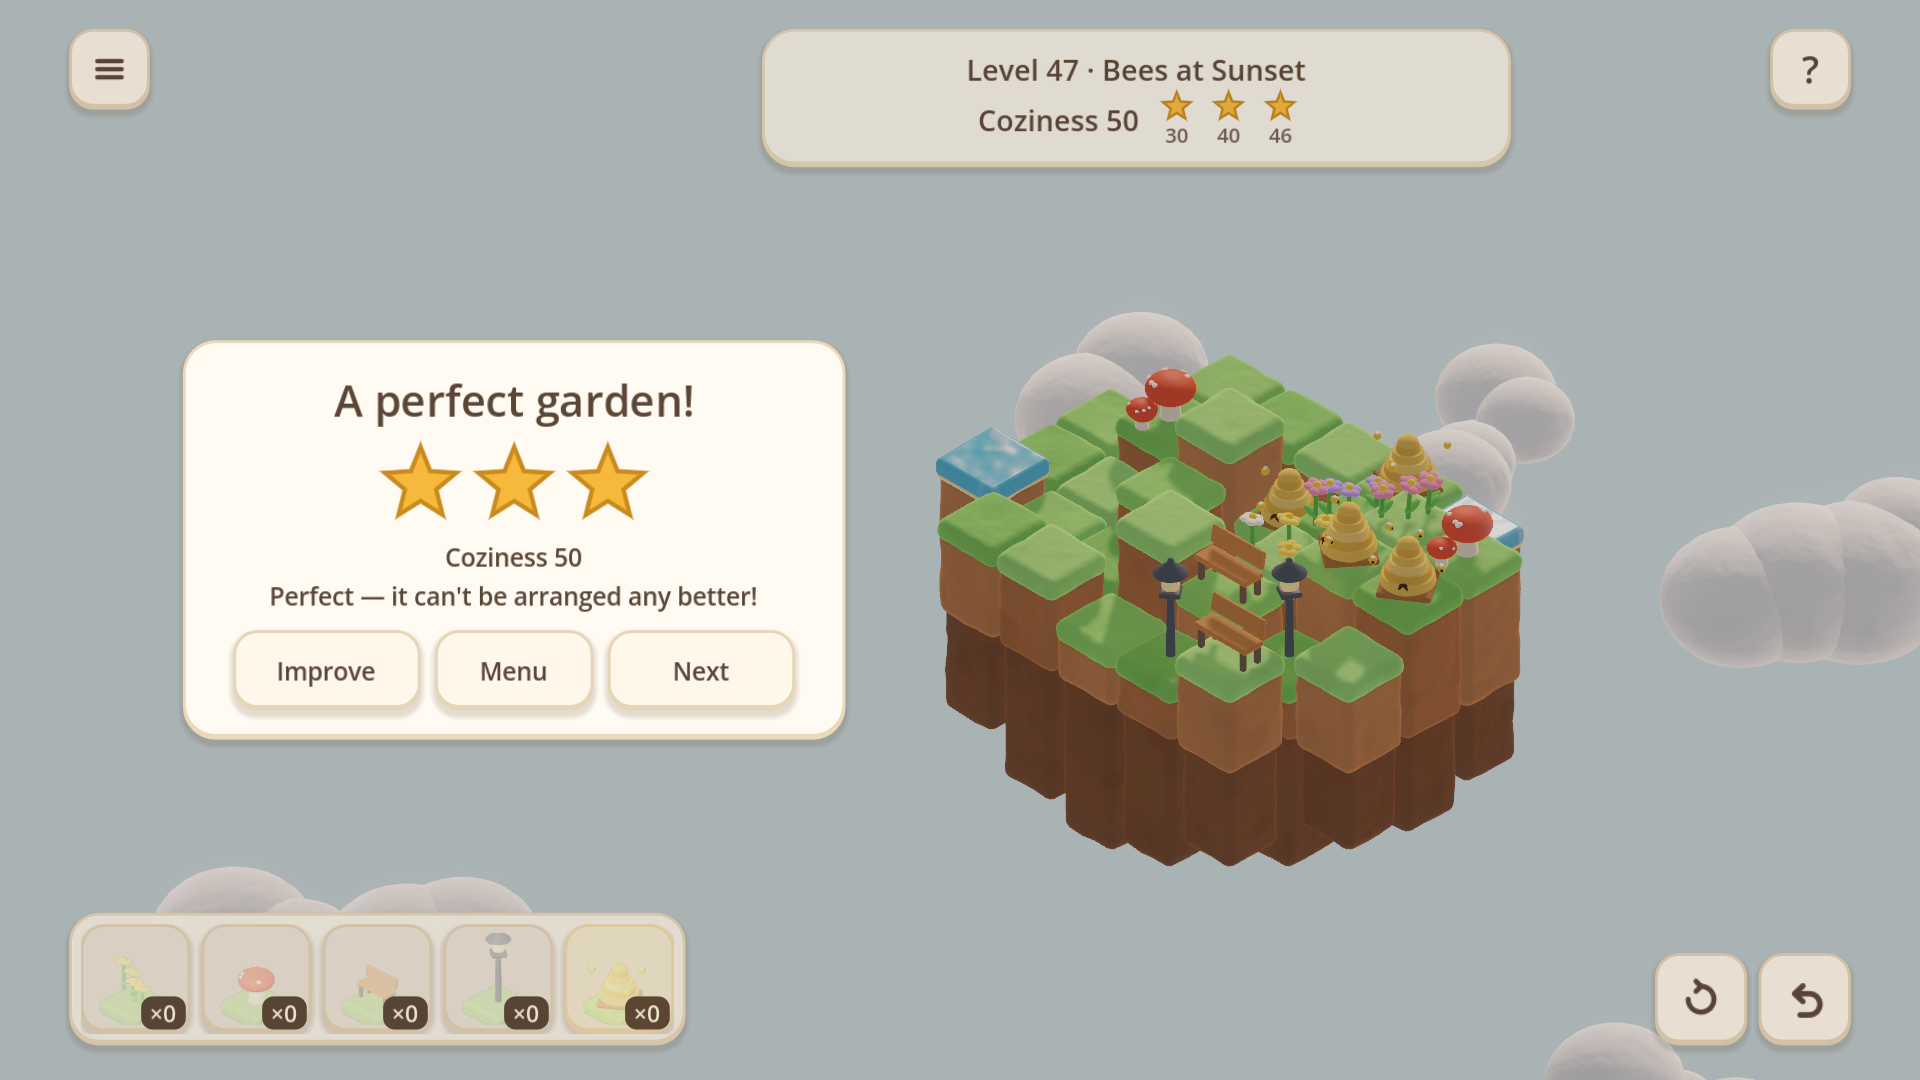 Level 47 · Bees at Sunset
Coziness 50
30 40 46
?
A perfect garden!
Coziness 50
Perfect — it can't be arranged any better!
Improve Menu Next
×0 ×0 ×0 ×0 ×0